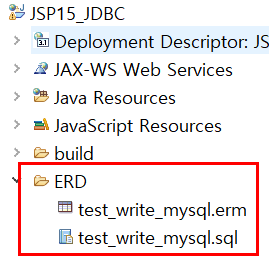 JSP15_JDBC
Deployment Descriptor: JS
JAX-WS Web Services
Java Resources
JavaScript Resources
build
ERD
test_write_mysql.erm
test_write_mysql.sql